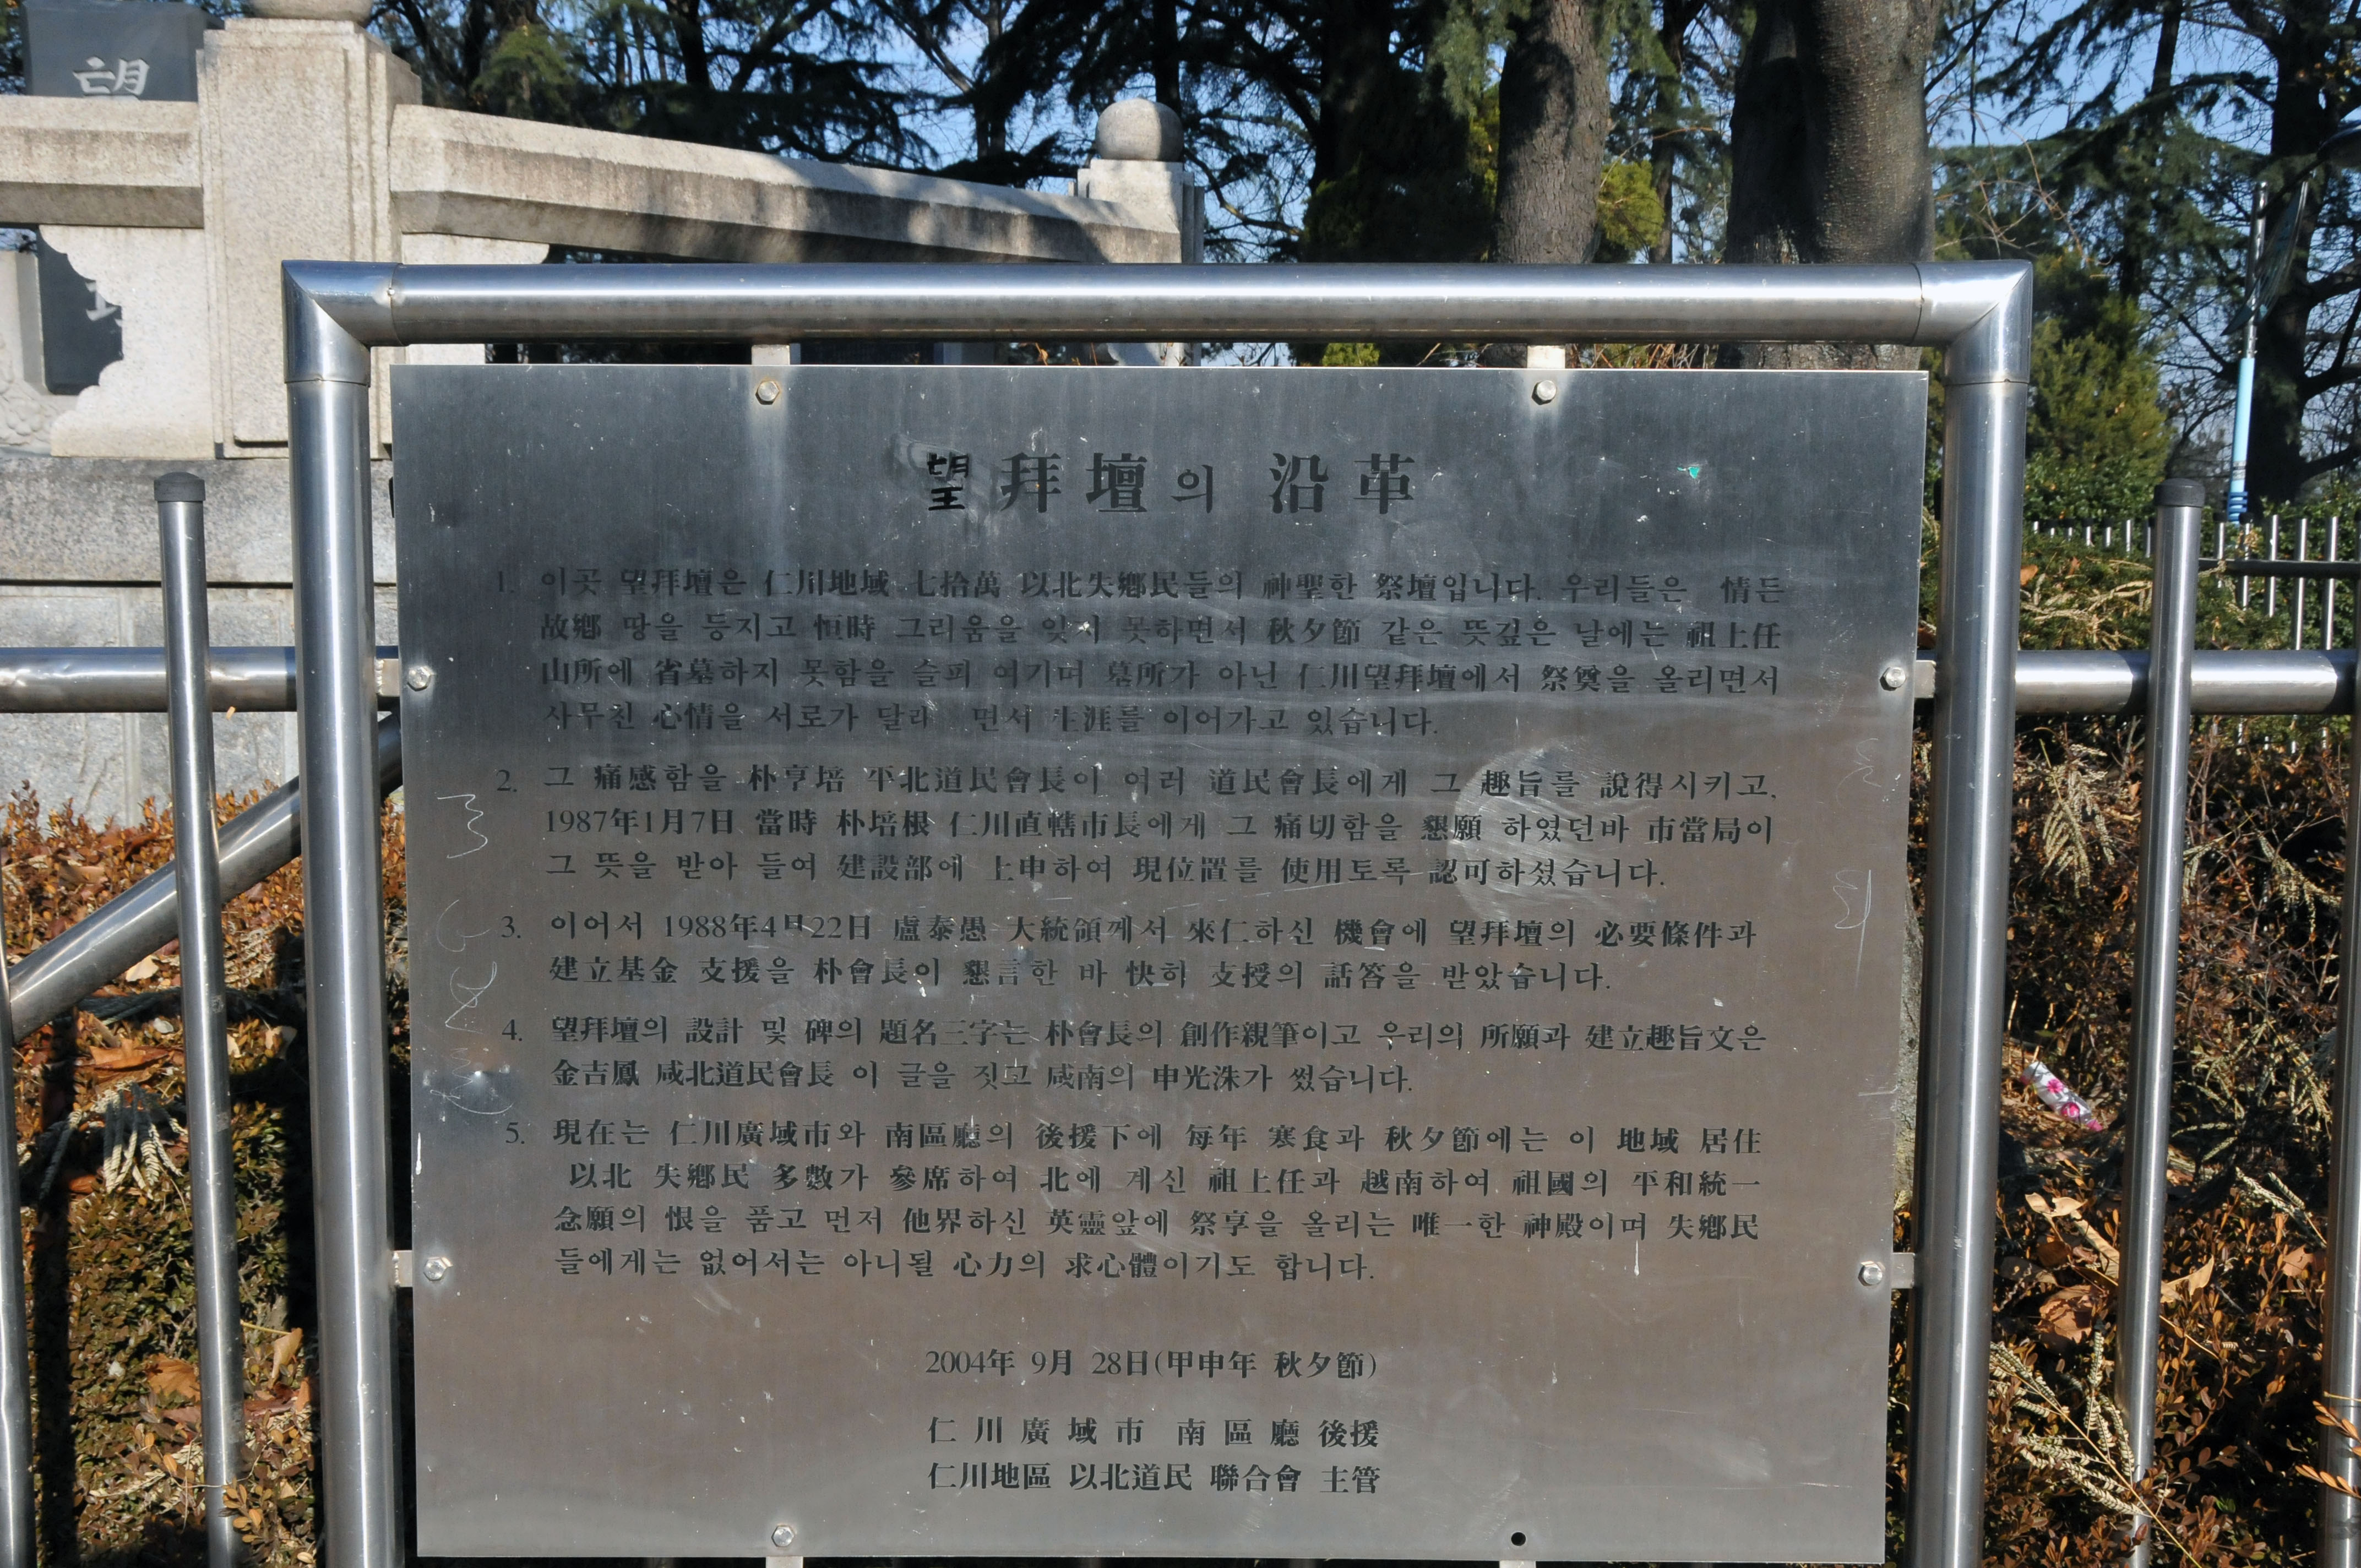 望
望拜壇의 沿革
1. 이곳 望拜壇은 仁川地域 七拾萬 以北失鄕民들의 神聖한 祭壇입니다. 우리들은 情든
故鄕 땅을 등지고 恒時 그리움을 잊지 못하면서 秋夕節 같은 뜻깊은 날에는 祖上任
山所에 省墓하지 못함을 슬피 여기며 墓所가 아닌 仁川望拜壇에서 祭奠을 올리면서
사무친 心情을 서로가 달래 면서 生涯를 이어가고 있습니다.
2. 그 痛感함을 朴亨培 平北道民會長이 여러 道民會長에게 그 趣旨를 說得시키고,
1987年1月7日 當時 朴培根 仁川直轄市長에게 그 痛切함을 懇願 하였던바 市當局이
그 뜻을 받아 들여 建設部에 上申하여 現位置를 使用토록 認可하셨습니다.
3. 이어서 1988年4月22日 盧泰愚 大統領께서 來仁하신 機會에 望拜壇의 必要條件과
建立基金 支援을 朴會長이 懇言한 바 快히 支授의 話答을 받았습니다.
4. 望拜壇의 設計 및 碑의 題名三字는 朴會長의 創作親筆이고 우리의 所願과 建立趣旨文은
金吉鳳 咸北道民會長 이 글을 짓고 咸南의 申光洙가 썼습니다.
5. 現在는 仁川廣域市와 南區廳의 後援下에 每年 寒食과 秋夕節에는 이 地域 居住
以北 失鄕民 多數가 參席하여 北에 계신 祖上任과 越南하여 祖國의 平和統一
念願의 恨을 품고 먼저 他界하신 英靈앞에 祭享을 올리는 唯一한 神殿이며 失鄕民
들에게는 없어서는 아니될 心力의 求心體이기도 합니다.
2004年 9月 28日(甲申年 秋夕節)
仁川廣域市 南區廳 後援
仁川地區 以北道民 聯合會 主管